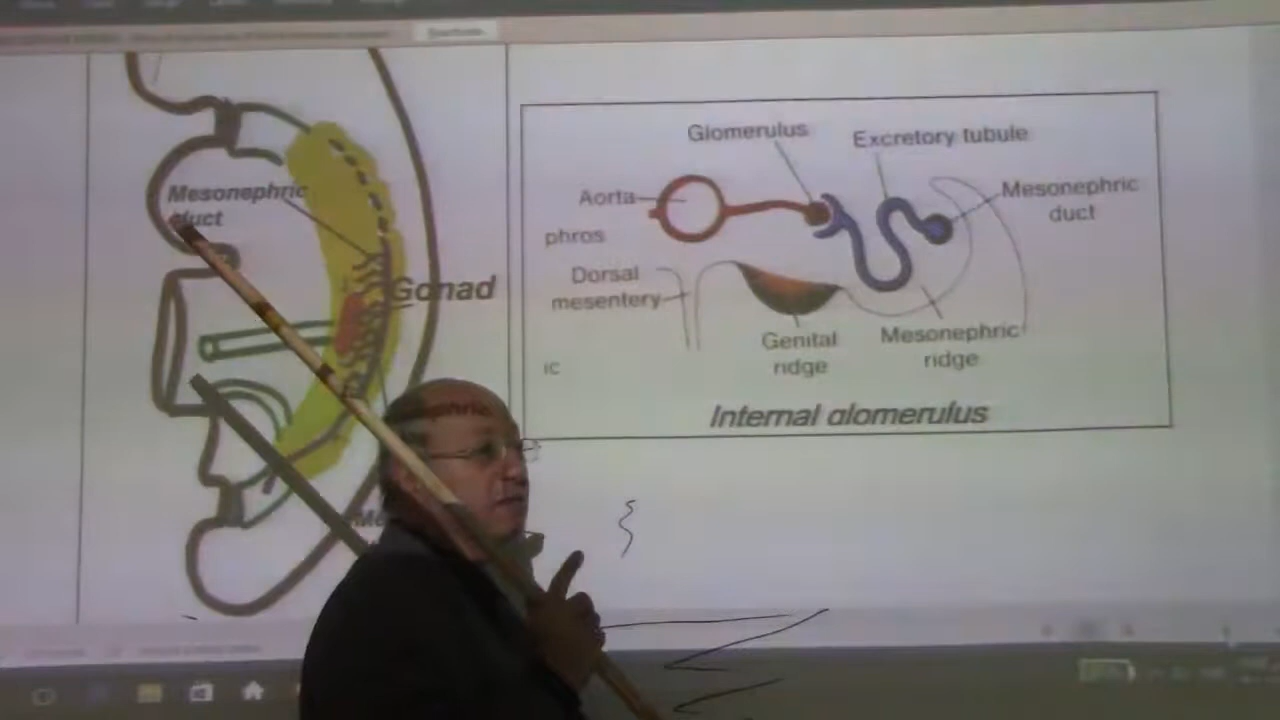 Mesonephric
duct
Gonad
Glomerulus
Excretory tubule
Aorta
Mesonephric
duct
phros
Dorsal
mesentery
Genital
ridge
Mesonephric
ridge
ic
Internal glomerulus